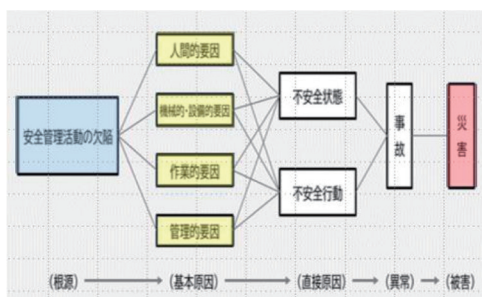 人間的要因
機械的・設備的要因
安全管理活動の欠陥
作業的要因
管理的要因
不安全状態
不安全行動
事故
災害
(根源)
(基本原因)
(直接原因)
(異常)
(被害)